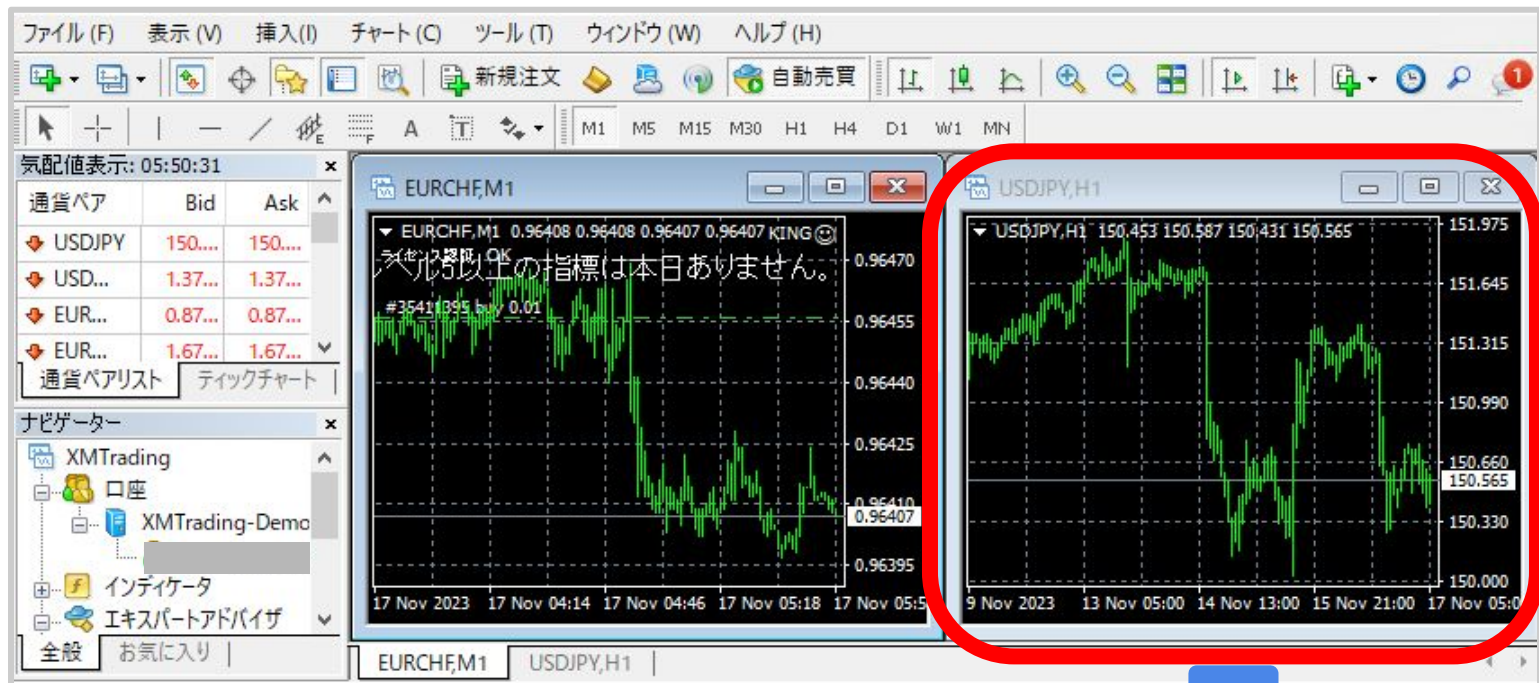 ファイル (F) 表示 (V) 挿入(I) チャート (C) ツール (T) ウィンドウ (W) ヘルプ (H)
新規注文 自動売買 1
A T M1 M5 M15 M30 H1 H4 D1 W1 MN
気配値表示: 05:50:31
通貨ペア Bid Ask
USDJPY 150.... 150....
USD... 1.37... 1.37...
EUR... 0.87... 0.87...
EUR... 1.67... 1.67...
通貨ペアリスト ティックチャート
ナビゲーター
XMTrading
口座
XMTrading-Demo
インディケータ
エキスパートアドバイザ
全般 お気に入り
EURCHF,M1
EURCHF,M1 0.96408 0.96408 0.96407 0.96407 KING
ライセンス認証 OK
レベル3以上の指標は本日ありません。
#35411395 buy 0.01
0.96470
0.96455
0.96440
0.96425
0.96410
0.96407
0.96395
17 Nov 2023 17 Nov 04:14 17 Nov 04:46 17 Nov 05:18 17 Nov 05:5
USDJPY,H1
USDJPY,H1 150.453 150.587 150.431 150.565
151.975
151.645
151.315
150.990
150.660
150.565
150.330
150.000
9 Nov 2023 13 Nov 05:00 14 Nov 13:00 15 Nov 21:00 17 Nov 05:0
EURCHF,M1 USDJPY,H1